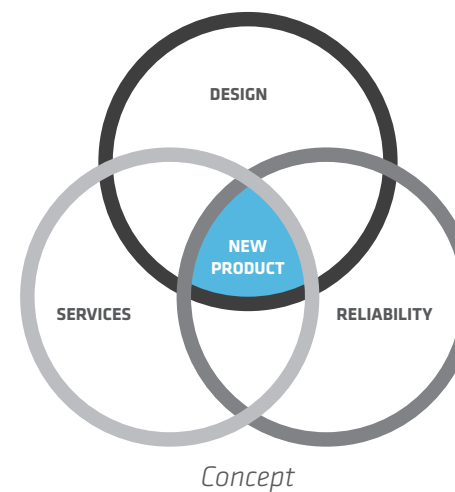 DESIGN
NEW
PRODUCT
SERVICES
RELIABILITY
Concept